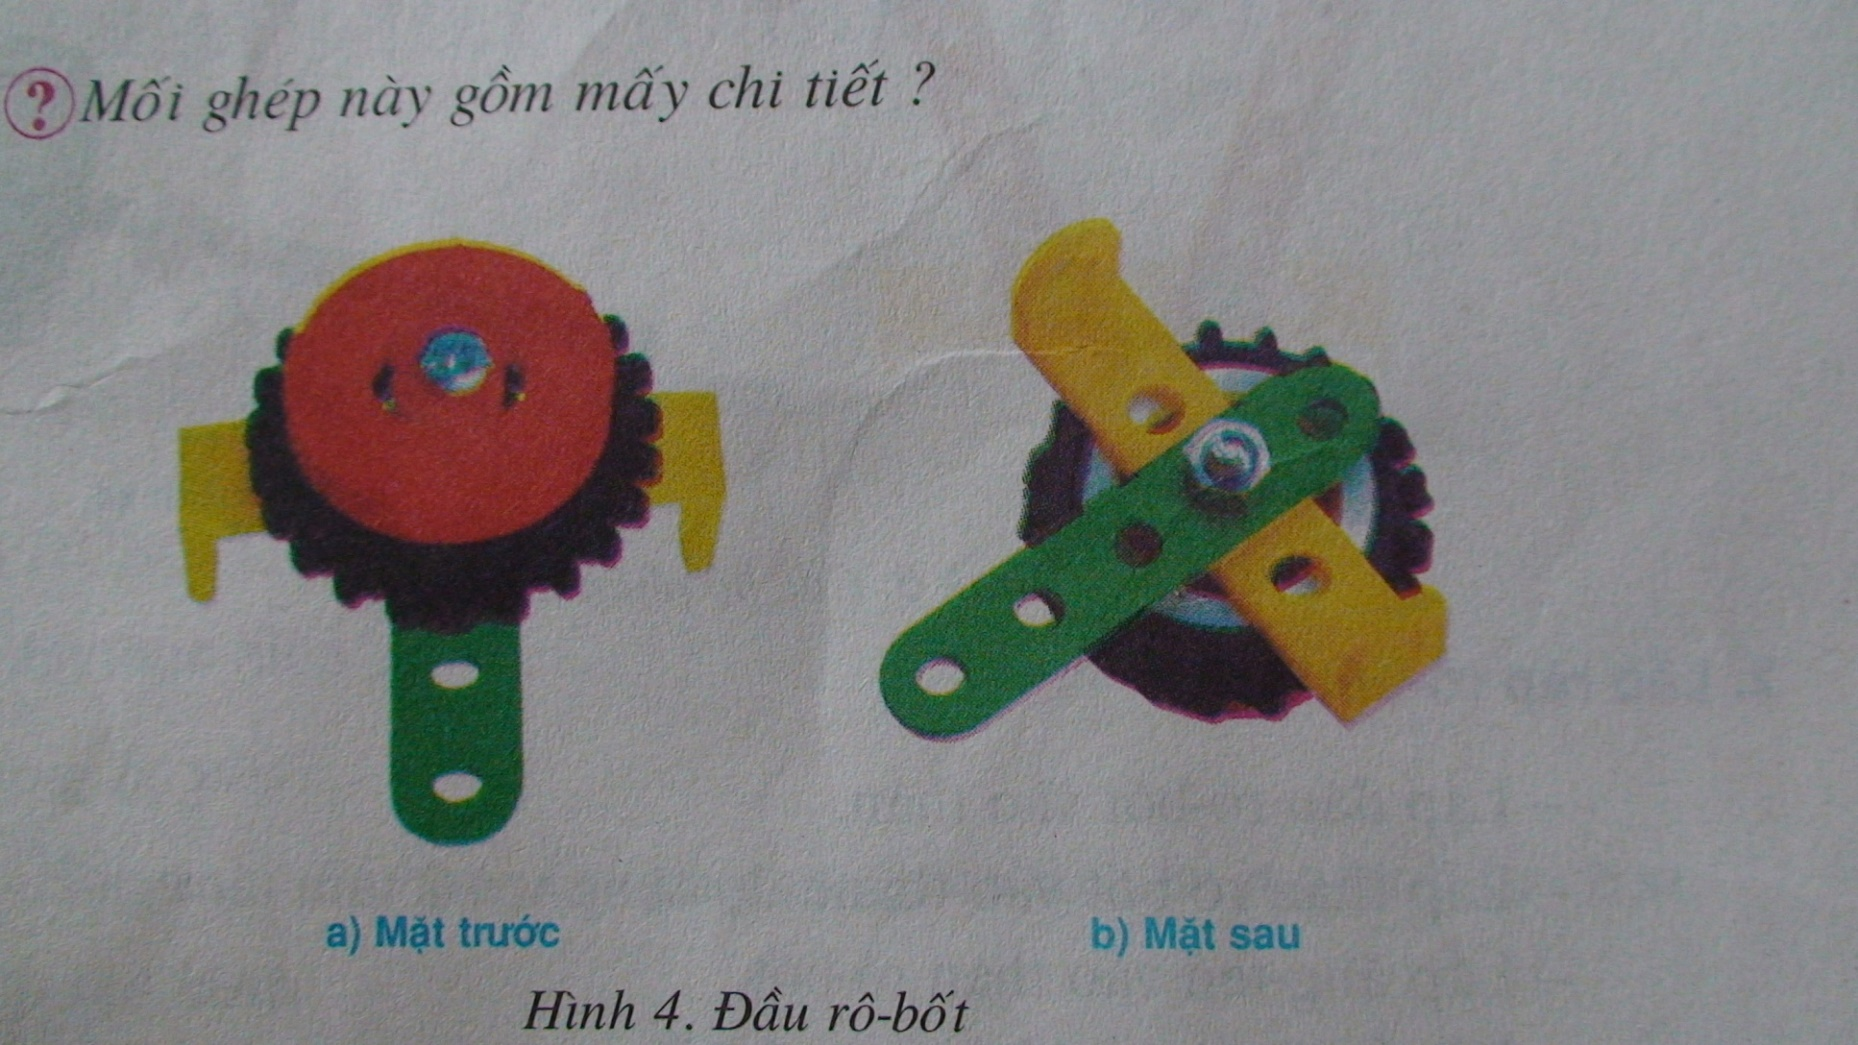 ? Mối ghép này gồm mấy chi tiết ?
a) Mặt trước
b) Mặt sau
Hình 4. Đầu rô-bốt